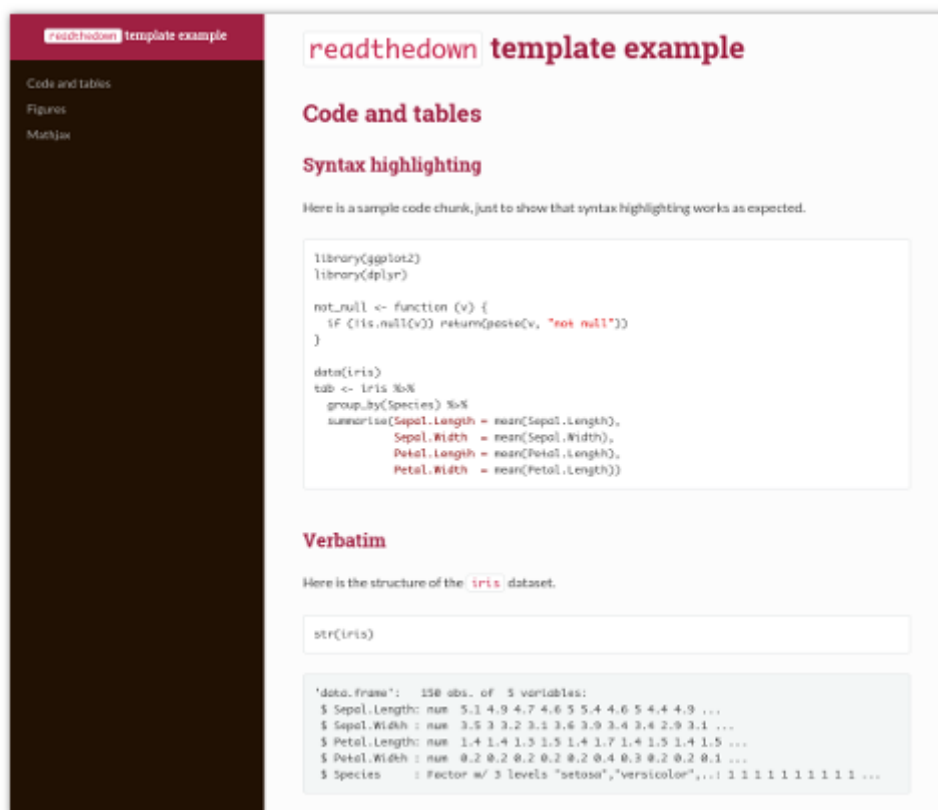 readthedown template example
Code and tables
Figures
Mathjax
readthedown template example
Code and tables
Syntax highlighting
Here is a sample code chunk, just to show that syntax highlighting works as expected.
library(ggplot2)
library(dplyr)
not_null <- function (v) {
  if (!is.null(v)) return(paste(v, "not null"))
}
data(iris)
tab <- iris %>%
  group_by(Species) %>%
  summarise(Sepal.Length = mean(Sepal.Length),
            Sepal.Width  = mean(Sepal.Width),
            Petal.Length = mean(Petal.Length),
            Petal.Width  = mean(Petal.Length))
Verbatim
Here is the structure of the iris dataset.
str(iris)
'data.frame':   150 obs. of  5 variables:
 $ Sepal.Length: num  5.1 4.9 4.7 4.6 5 5.4 4.6 5 4.4 4.9 ...
 $ Sepal.Width : num  3.5 3 3.2 3.1 3.6 3.9 3.4 3.4 2.9 3.1 ...
 $ Petal.Length: num  1.4 1.4 1.3 1.5 1.4 1.7 1.4 1.5 1.4 1.5 ...
 $ Petal.Width : num  0.2 0.2 0.2 0.2 0.2 0.4 0.3 0.2 0.2 0.1 ...
 $ Species     : Factor w/ 3 levels "setosa","versicolor",..: 1 1 1 1 1 1 1 1 1 1 ...